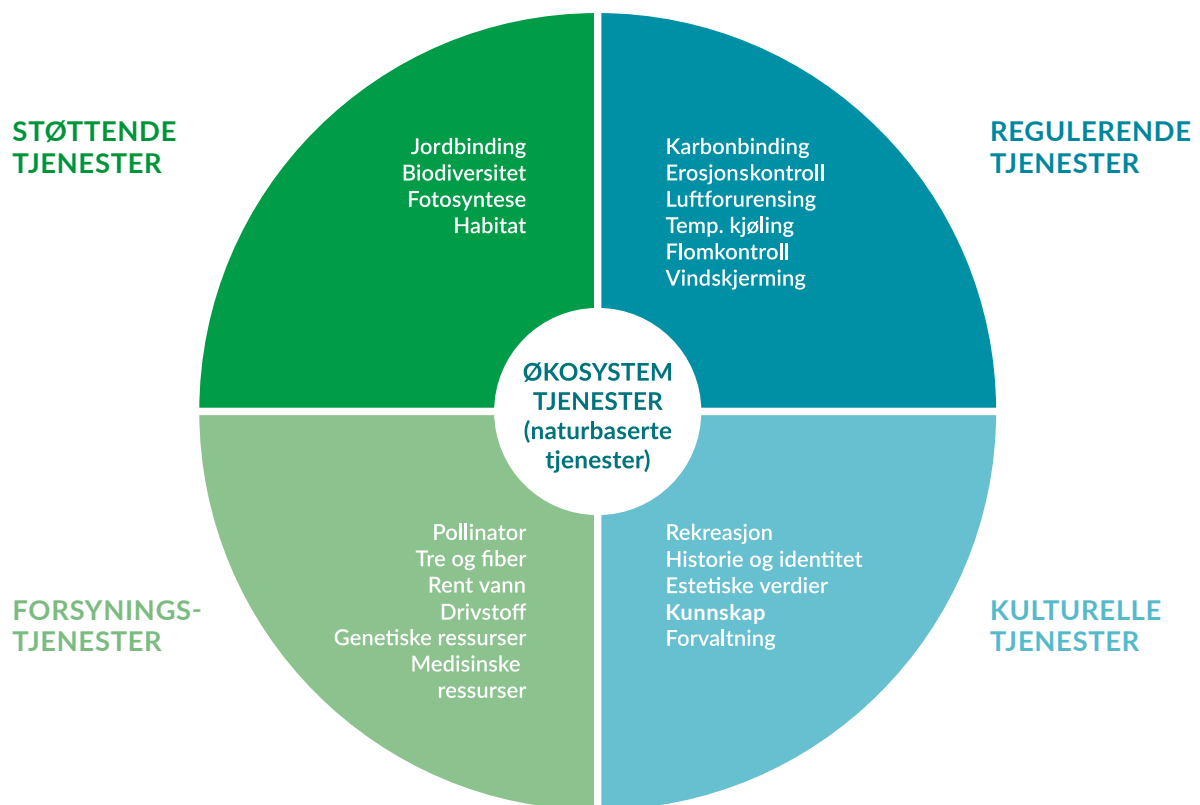 STØTTENDE
TJENESTER
Jordbinding
Biodiversitet
Fotosyntese
Habitat
Karbonbinding
Erosjonskontroll
Luftforurensing
Temp. kjøling
Flomkontroll
Vindskjerming
REGULERENDE
TJENESTER
ØKOSYSTEM
TJENESTER
(naturbaserte
tjenester)
FORSYNINGS-
TJENESTER
Pollinator
Tre og fiber
Rent vann
Drivstoff
Genetiske ressurser
Medisinske
ressurser
Rekreasjon
Historie og identitet
Estetiske verdier
Kunnskap
Forvaltning
KULTURELLE
TJENESTER